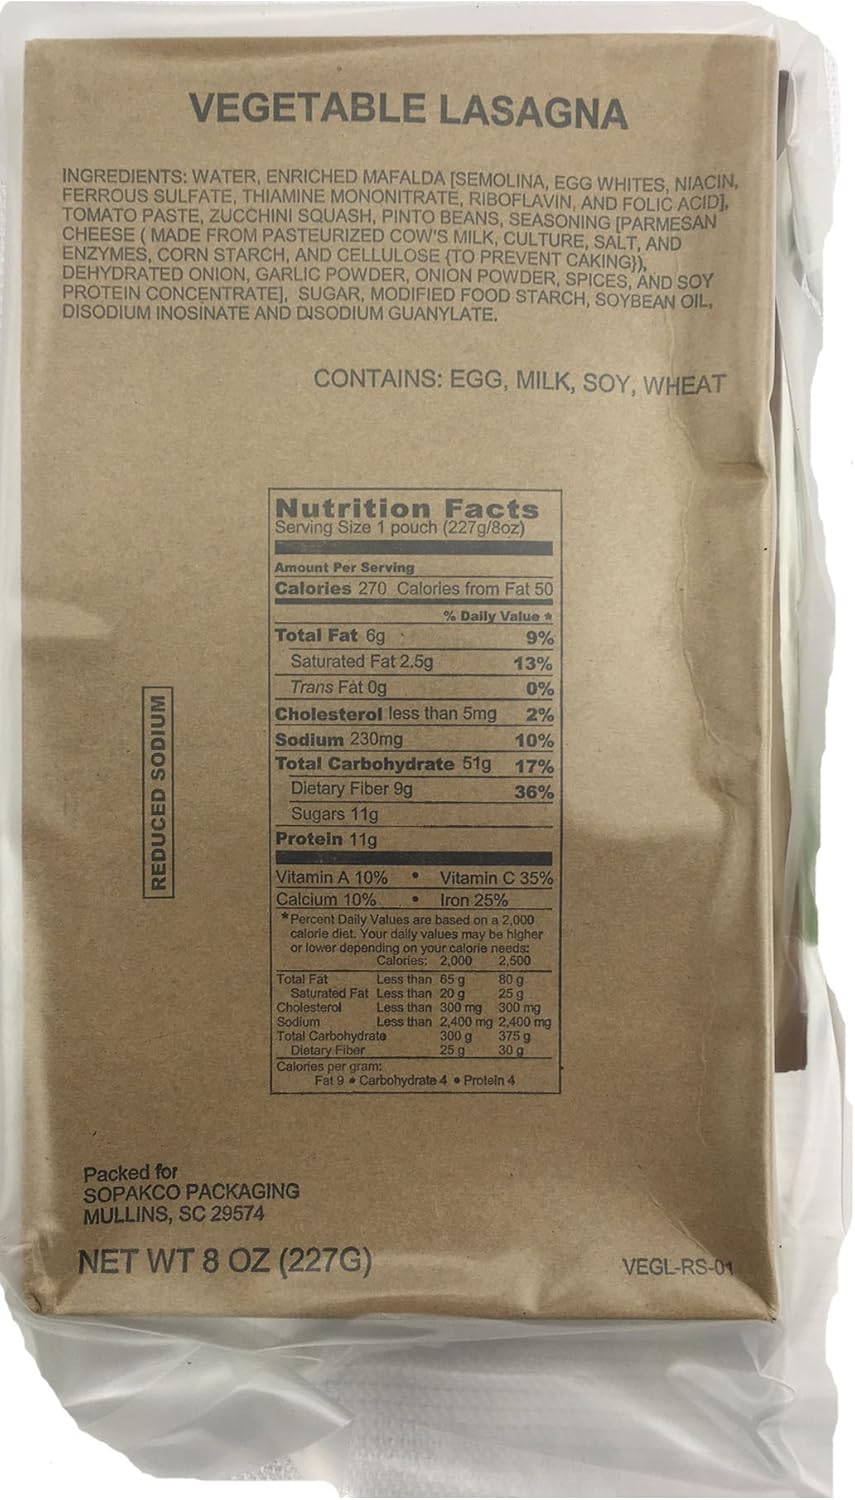 VEGETABLE LASAGNA
INGREDIENTS: WATER, ENRICHED MAFALDA [SEMOLINA, EGG WHITES, NIACIN,
FERROUS SULFATE, THIAMINE MONONITRATE, RIBOFLAVIN, AND FOLIC ACID],
TOMATO PASTE, ZUCCHINI SQUASH, PINTO BEANS, SEASONING [PARMESAN
CHEESE ( MADE FROM PASTEURIZED COW'S MILK, CULTURE, SALT, AND
ENZYMES, CORN STARCH, AND CELLULOSE {TO PREVENT CAKING}),
DEHYDRATED ONION, GARLIC POWDER, ONION POWDER, SPICES, AND SOY
PROTEIN CONCENTRATE], SUGAR, MODIFIED FOOD STARCH, SOYBEAN OIL,
DISODIUM INOSINATE AND DISODIUM GUANYLATE.
CONTAINS: EGG, MILK, SOY, WHEAT
Nutrition Facts
Serving Size 1 pouch (227g/8oz)
Amount Per Serving
Calories 270 Calories from Fat 50
% Daily Value *
Total Fat 6g 9%
Saturated Fat 2.5g 13%
Trans Fat 0g 0%
Cholesterol less than 5mg 2%
Sodium 230mg 10%
Total Carbohydrate 51g 17%
Dietary Fiber 9g 36%
Sugars 11g
Protein 11g
Vitamin A 10% • Vitamin C 35%
Calcium 10% • Iron 25%
*Percent Daily Values are based on a 2,000
calorie diet. Your daily values may be higher
or lower depending on your calorie needs:
Calories: 2,000 2,500
Total Fat Less than 65 g 80 g
Saturated Fat Less than 20 g 25 g
Cholesterol Less than 300 mg 300 mg
Sodium Less than 2,400 mg 2,400 mg
Total Carbohydrate 300 g 375 g
Dietary Fiber 25 g 30 g
Calories per gram:
Fat 9 • Carbohydrate 4 • Protein 4
REDUCED SODIUM
Packed for
SOPAKCO PACKAGING
MULLINS, SC 29574
NET WT 8 OZ (227G)
VEGL-RS-01